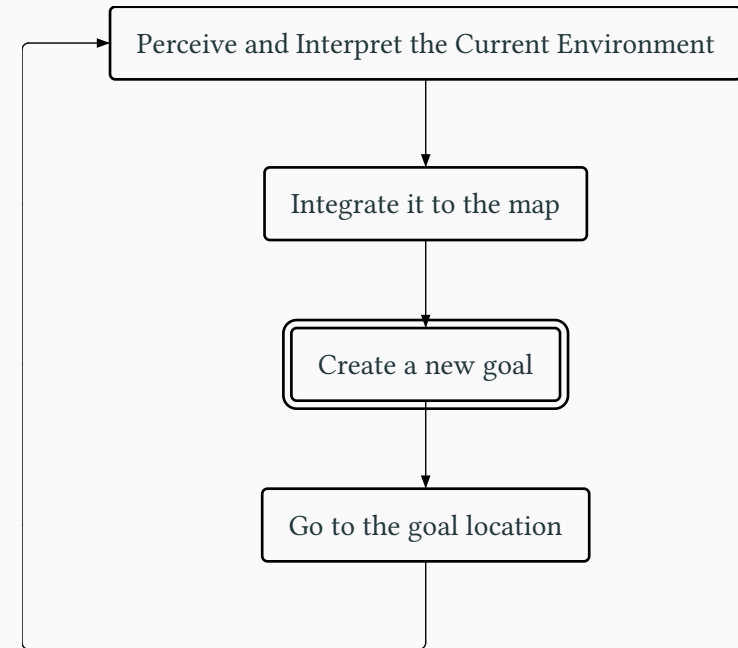 Perceive and Interpret the Current Environment
Integrate it to the map
Create a new goal
Go to the goal location